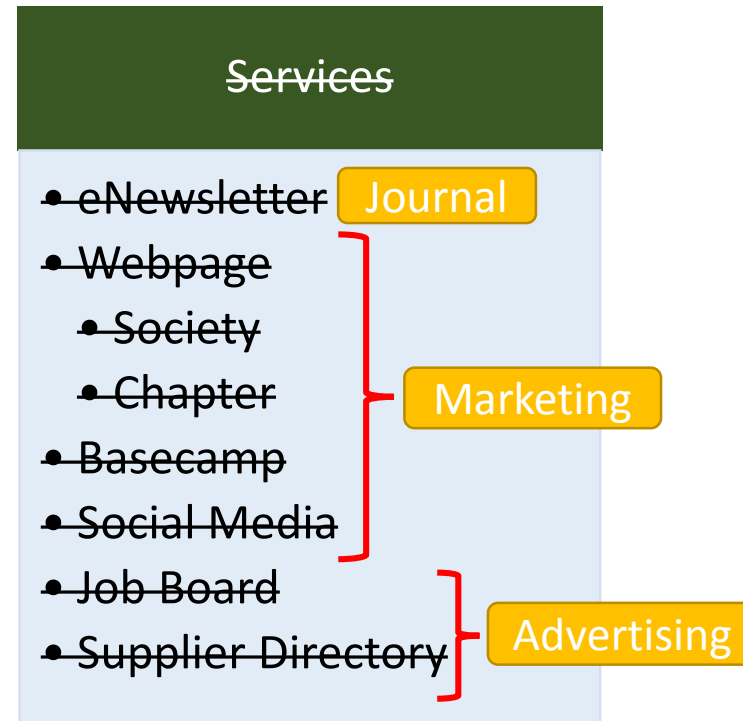 Services
• eNewsletter Journal
• Webpage
• Society
• Chapter
Marketing
• Basecamp
• Social Media
• Job Board
Advertising
• Supplier Directory